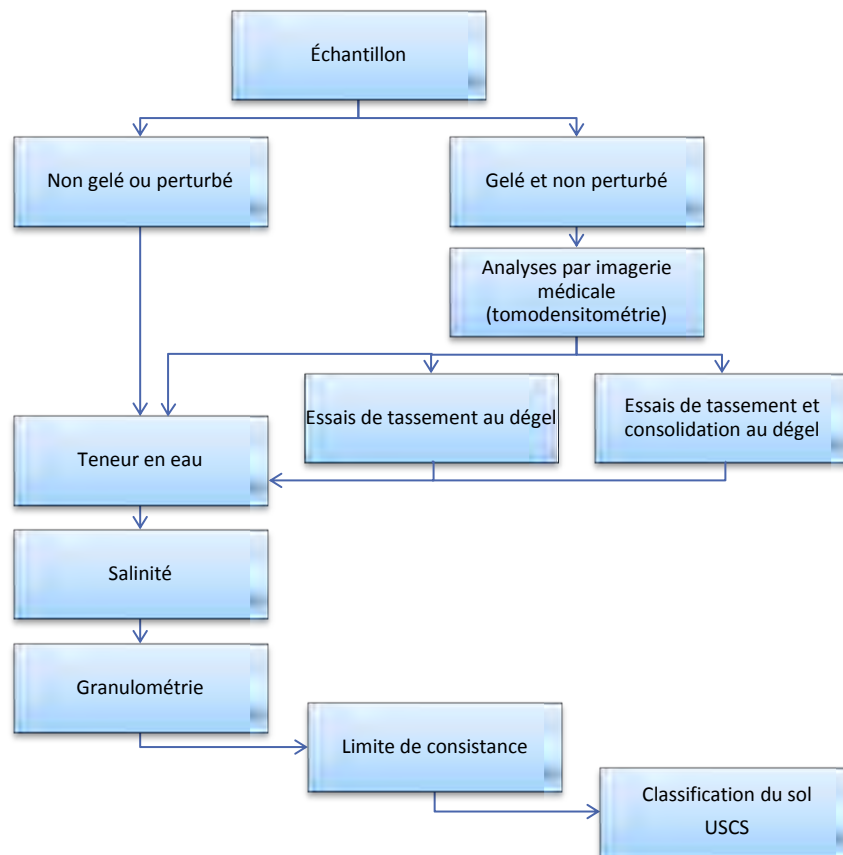 Échantillon
Non gelé ou perturbé
Gelé et non perturbé
Analyses par imagerie
médicale
(tomodensitométrie)
Essais de tassement au dégel
Essais de tassement et
consolidation au dégel
Teneur en eau
Salinité
Granulométrie
Limite de consistance
Classification du sol
USCS